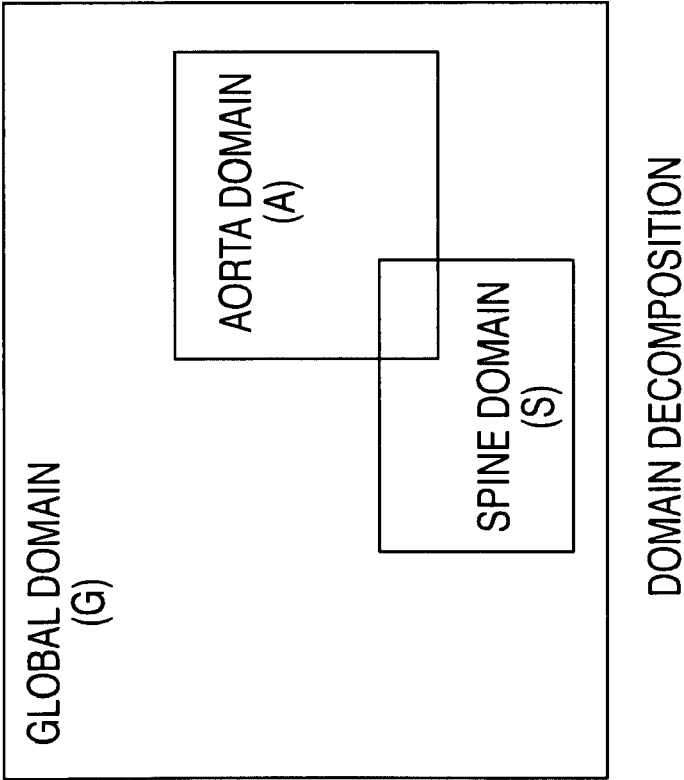 GLOBAL DOMAIN
(G)
AORTA DOMAIN
(A)
SPINE DOMAIN
(S)
DOMAIN DECOMPOSITION